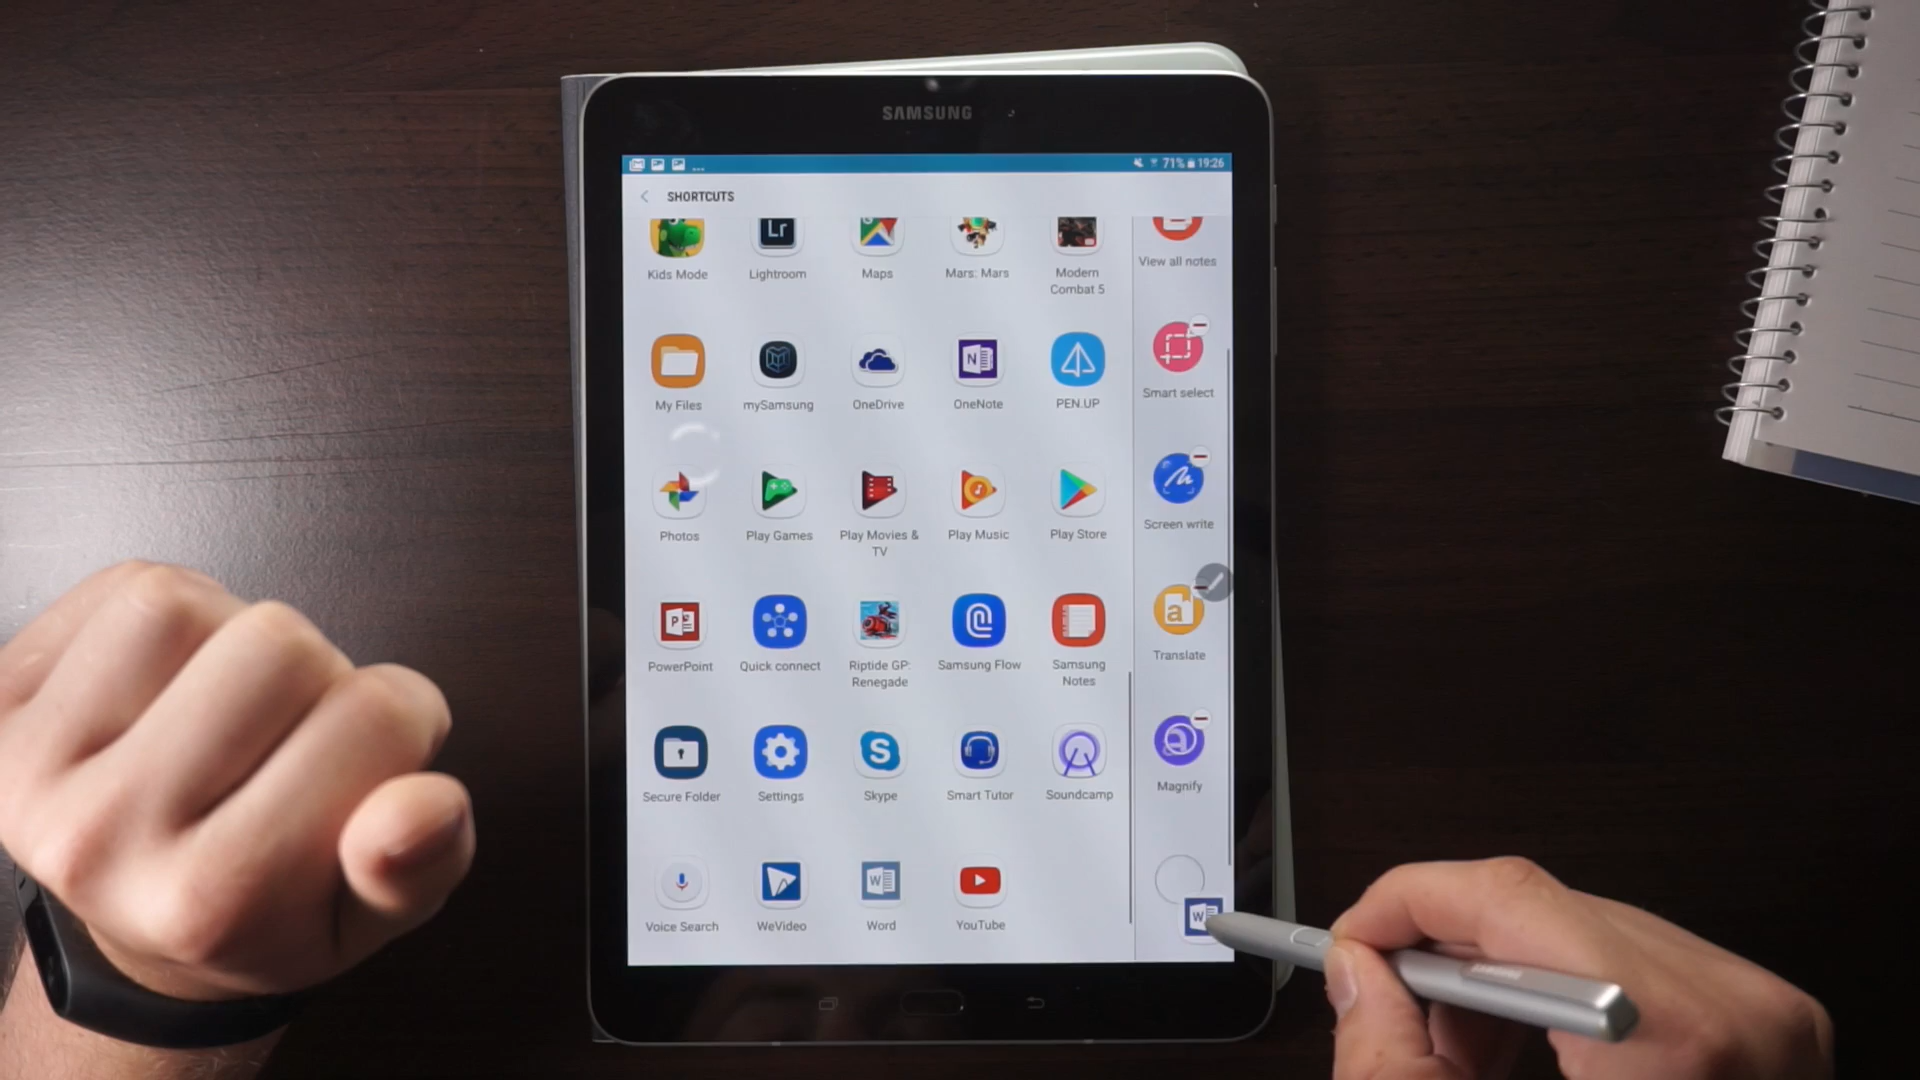 SAMSUNG
71% 19:26
SHORTCUTS
Lr
Kids Mode Lightroom Maps Mars: Mars Modern
Combat 5
View all notes
N
My Files mySamsung OneDrive OneNote PEN.UP
Smart select
Photos Play Games Play Movies &
TV
Play Music Play Store
Screen write
P
a
PowerPoint Quick connect Riptide GP:
Renegade
Samsung Flow Samsung
Notes
Translate
S
a
Secure Folder Settings Skype Smart Tutor Soundcamp
Magnify
W
W
Voice Search WeVideo Word YouTube
SAMSUNG